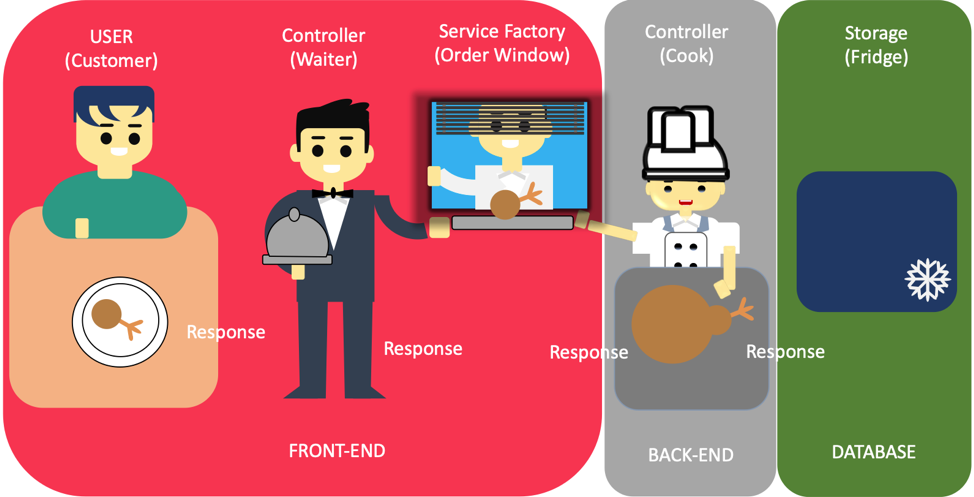 USER
(Customer)
Controller
(Waiter)
Service Factory
(Order Window)
Controller
(Cook)
Storage
(Fridge)
Response
Response
Response
Response
FRONT-END
BACK-END
DATABASE